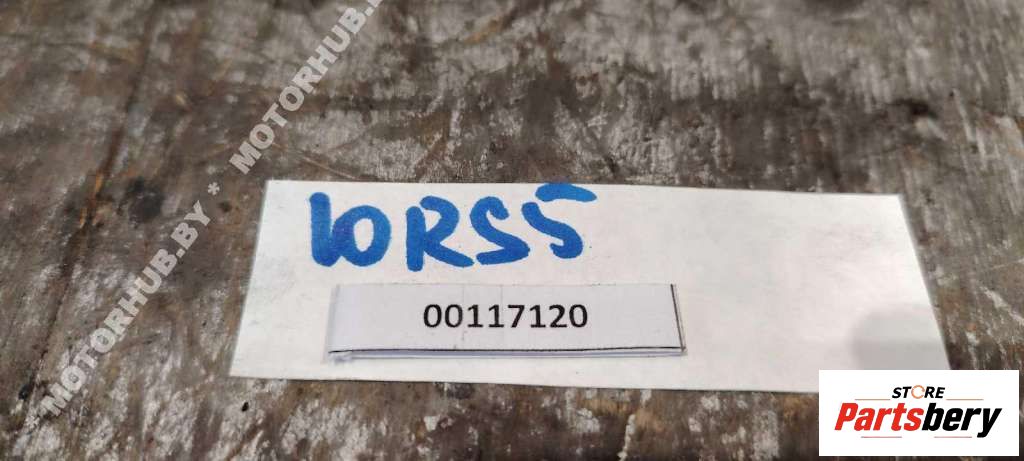 MOTORHUB.BY * MOTORHUB.BY
10RS5
00117120
STORE
Partsbery